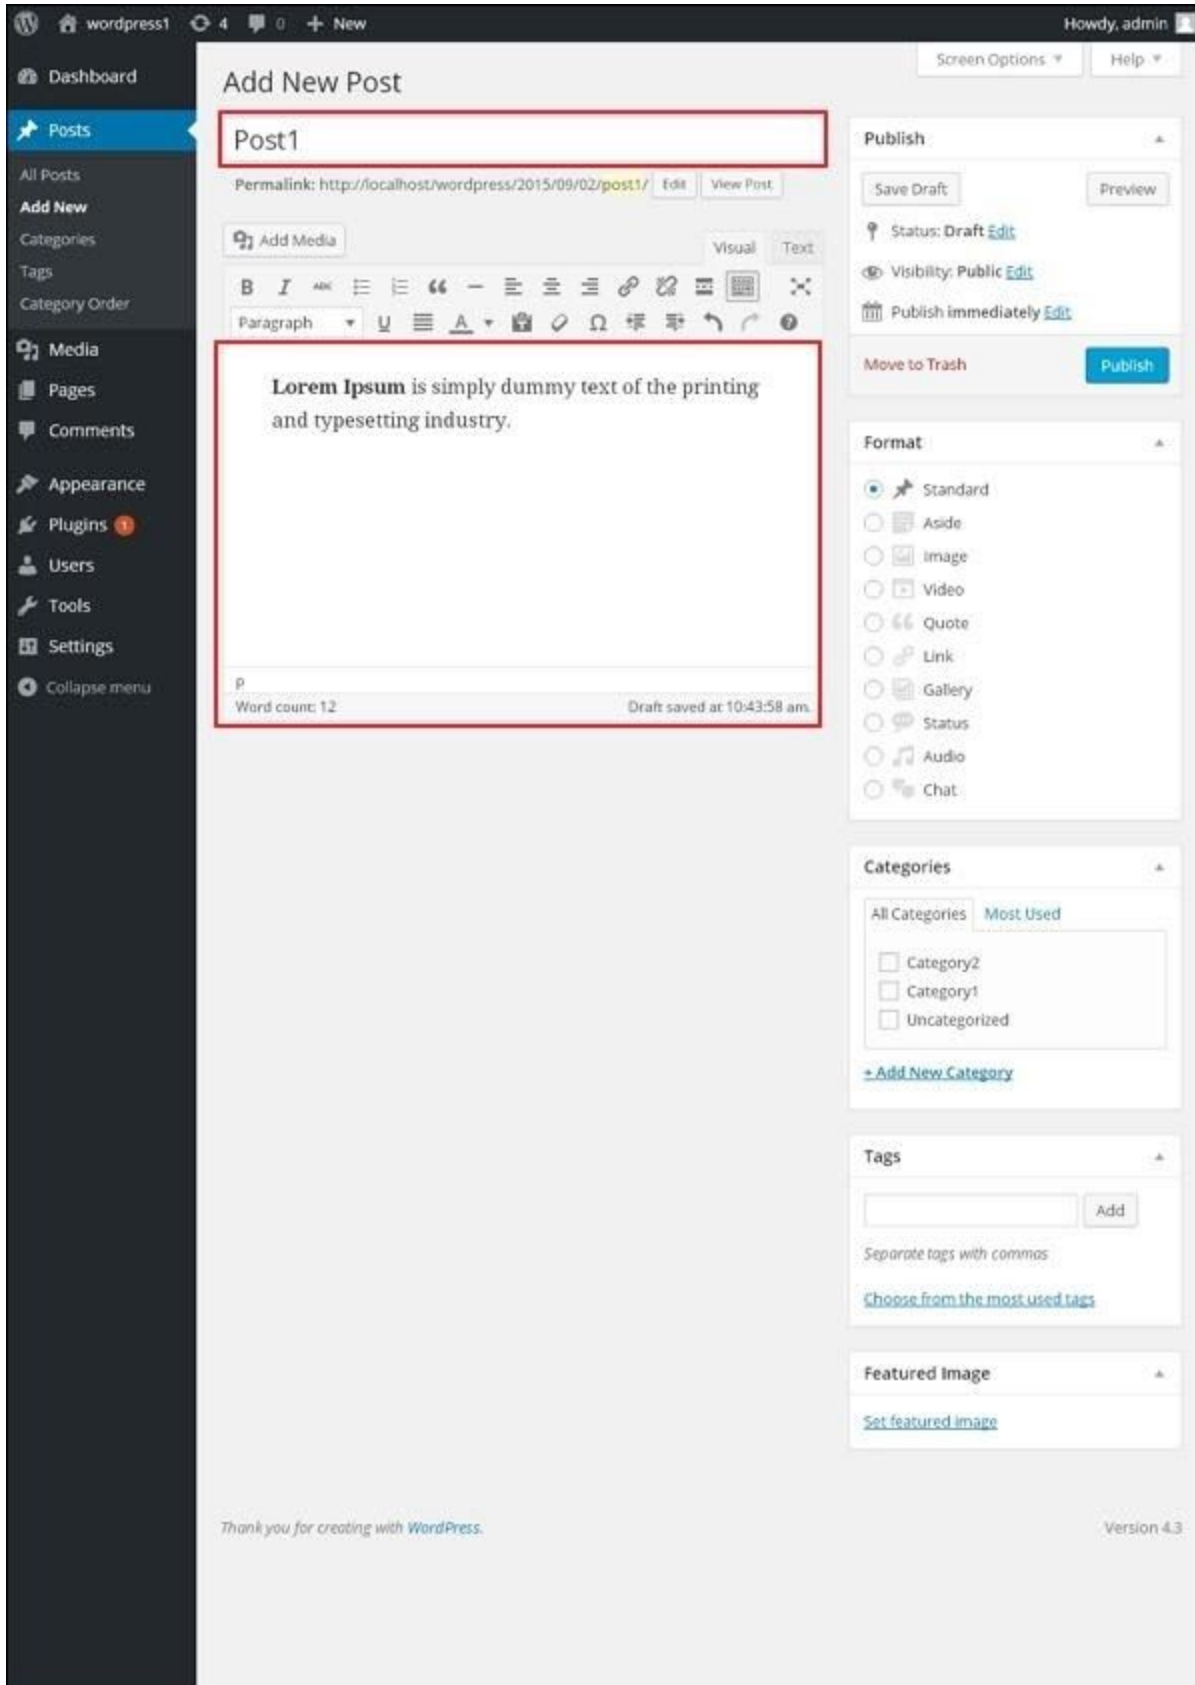 wordpress1 4 0 + New Howdy, admin
Screen Options Help
Dashboard
Posts
All Posts
Add New
Categories
Tags
Category Order
Media
Pages
Comments
Appearance
Plugins 1
Users
Tools
Settings
Collapse menu
Add New Post
Post1
Permalink: http://localhost/wordpress/2015/09/02/post1/ Edit View Post
Add Media
Visual Text
B I ABC
Paragraph U A Ω
Lorem Ipsum is simply dummy text of the printing
and typesetting industry.
p
Word count: 12 Draft saved at 10:43:58 am.
Publish
Save Draft Preview
Status: Draft Edit
Visibility: Public Edit
Publish immediately Edit
Move to Trash Publish
Format
Standard
Aside
Image
Video
Quote
Link
Gallery
Status
Audio
Chat
Categories
All Categories Most Used
Category2
Category1
Uncategorized
+ Add New Category
Tags
Add
Separate tags with commas
Choose from the most used tags
Featured Image
Set featured image
Thank you for creating with WordPress. Version 4.3